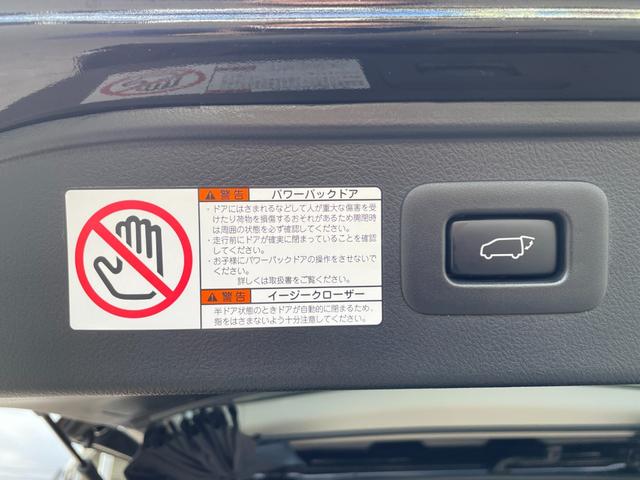 警告 パワーバックドア
・ドアにはさまれるなどして人が重大な傷害を
けたり荷物を損傷するおそれがあるため開閉時
は周囲の状態を必ず確認してください。
・走行前にドアが確実に閉まっていることを確認
してください。
・お子様にパワーバックドアの操作をさせないで
ください。
詳しくは取扱書をご覧ください。
警告 イージークローザー
半ドア状態のときドアが自動的に閉まるため、
指をはさまないよう十分注意してください。